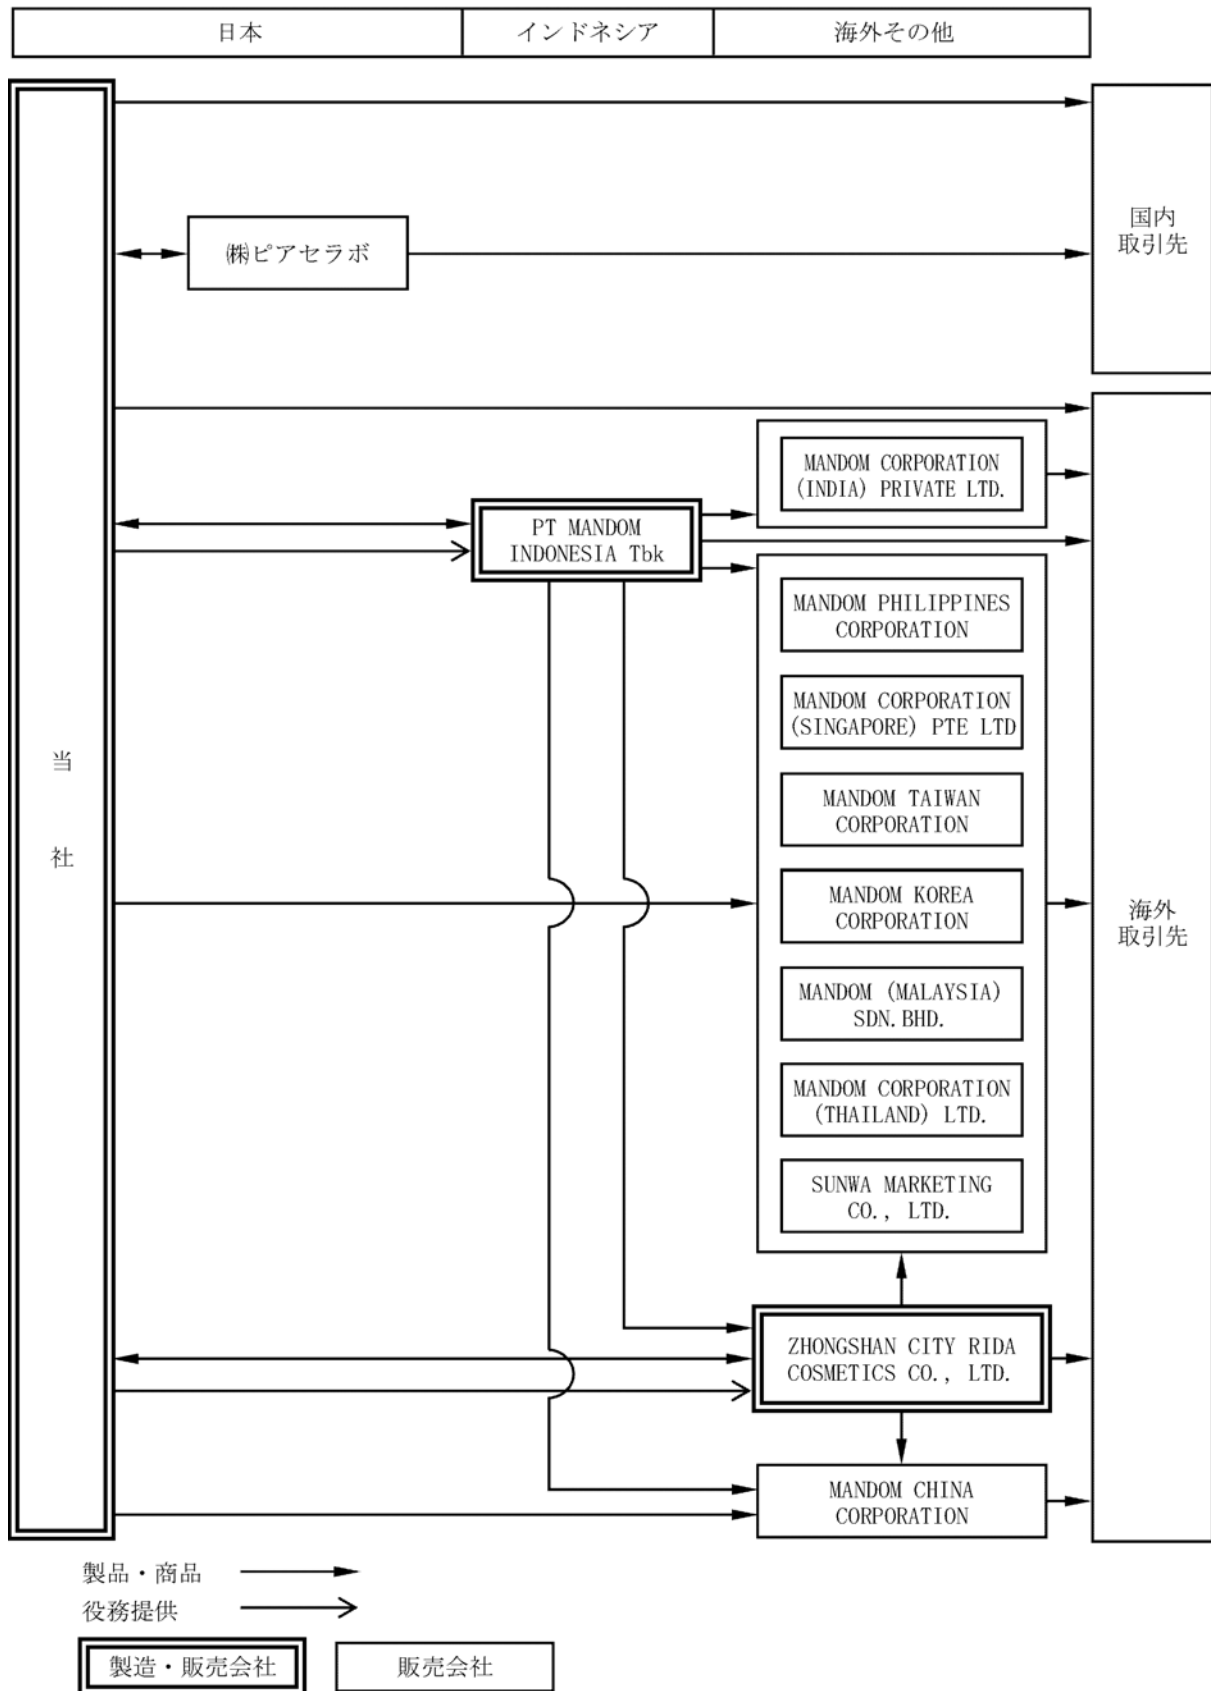 日本 インドネシア 海外その他
国内
取引先
㈱ピアセラボ
MANDOM CORPORATION
(INDIA) PRIVATE LTD.
PT MANDOM
INDONESIA Tbk
MANDOM PHILIPPINES
CORPORATION
MANDOM CORPORATION
(SINGAPORE) PTE LTD
当
社
MANDOM TAIWAN
CORPORATION
MANDOM KOREA
CORPORATION
海外
取引先
MANDOM (MALAYSIA)
SDN.BHD.
MANDOM CORPORATION
(THAILAND) LTD.
SUNWA MARKETING
CO., LTD.
ZHONGSHAN CITY RIDA
COSMETICS CO., LTD.
MANDOM CHINA
CORPORATION
製品・商品
役務提供
製造・販売会社 販売会社